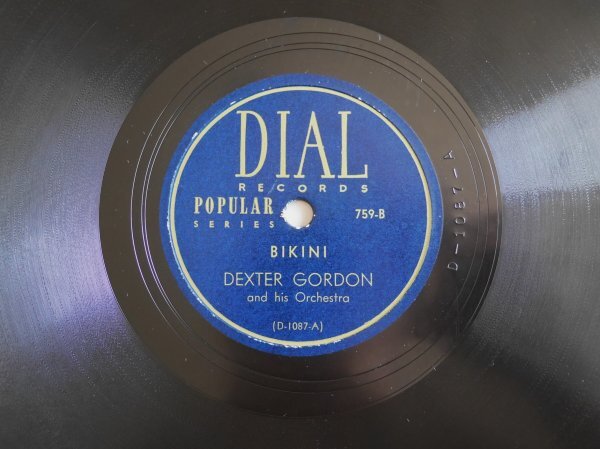 DIAL
RECORDS
POPULAR
SERIES
759-B
BIKINI
DEXTER GORDON
and his Orchestra
(D-1087-A)
D-1087-A